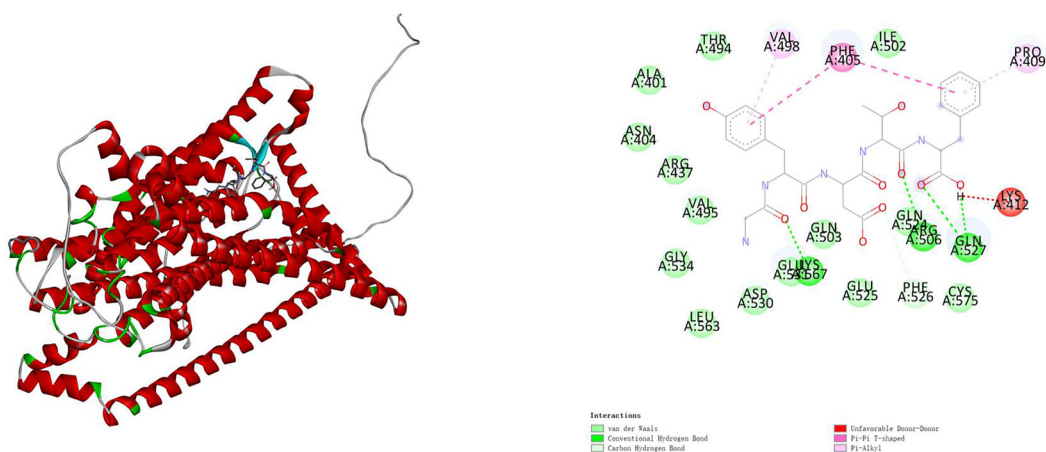 THR
A:494
VAL
A:498
PHE
A:405
ILE
A:502
PRO
A:409
ALA
A:401
ASN
A:404
ARG
A:437
VAL
A:495
GLY
A:534
LEU
A:563
ASP
A:530
LYS
A:567
GLN
A:503
GLU
A:525
GLN
A:524
ARG
A:506
PHE
A:526
GLN
A:527
CYS
A:575
LYS
A:412
O
O
O
O
O
O
O
O
O
N
N
N
N
N
H
Interactions
van der Waals
Conventional Hydrogen Bond
Carbon Hydrogen Bond
Unfavorable Donor-Donor
Pi-Pi T-shaped
Pi-Alkyl